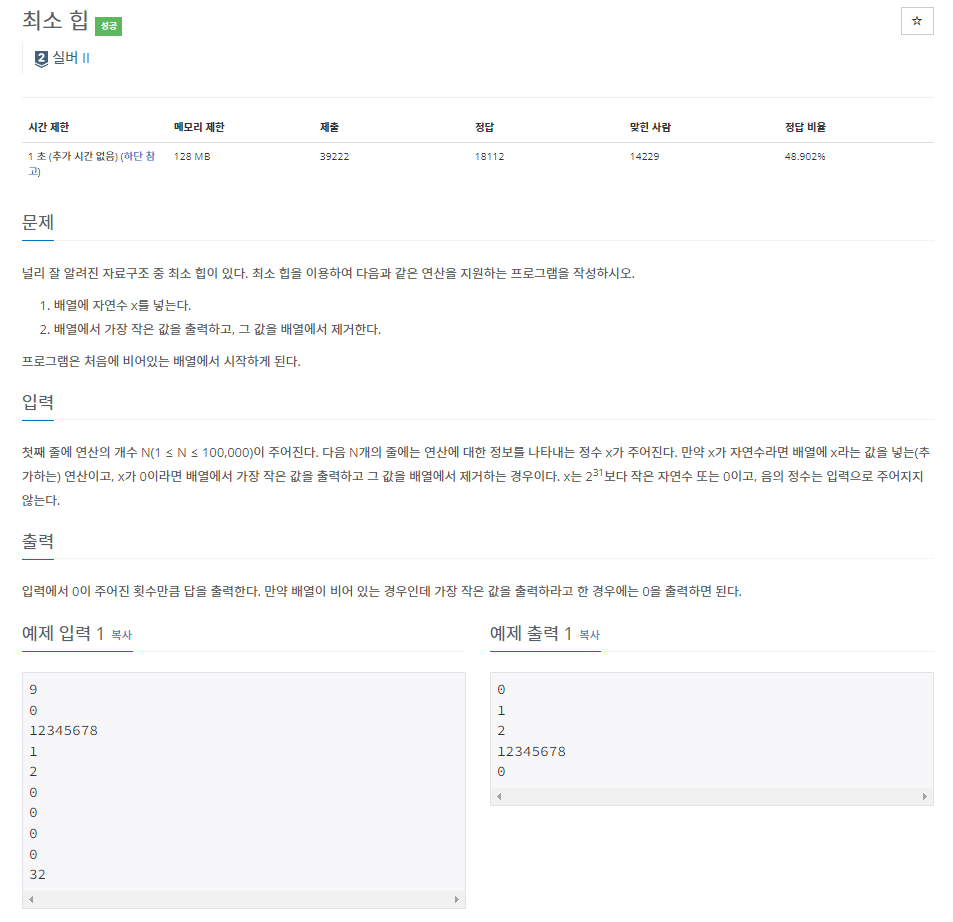 최소 힙 성공
☆
2 실버 II
시간 제한 메모리 제한 제출 정답 맞힌 사람 정답 비율
1 초 (추가 시간 없음) (하단 참 128 MB 39222 18112 14229 48.902%
고)
문제
널리 잘 알려진 자료구조 중 최소 힙이 있다. 최소 힙을 이용하여 다음과 같은 연산을 지원하는 프로그램을 작성하시오.
1. 배열에 자연수 x를 넣는다.
2. 배열에서 가장 작은 값을 출력하고, 그 값을 배열에서 제거한다.
프로그램은 처음에 비어있는 배열에서 시작하게 된다.
입력
첫째 줄에 연산의 개수 N(1 ≤ N ≤ 100,000)이 주어진다. 다음 N개의 줄에는 연산에 대한 정보를 나타내는 정수 x가 주어진다. 만약 x가 자연수라면 배열에 x라는 값을 넣는(추
가하는) 연산이고, x가 0이라면 배열에서 가장 작은 값을 출력하고 그 값을 배열에서 제거하는 경우이다. x는 2³¹보다 작은 자연수 또는 0이고, 음의 정수는 입력으로 주어지지
않는다.
출력
입력에서 0이 주어진 횟수만큼 답을 출력한다. 만약 배열이 비어 있는 경우인데 가장 작은 값을 출력하라고 한 경우에는 0을 출력하면 된다.
예제 입력 1 복사
9
0
12345678
1
2
0
0
0
0
32
예제 출력 1 복사
0
1
2
12345678
0